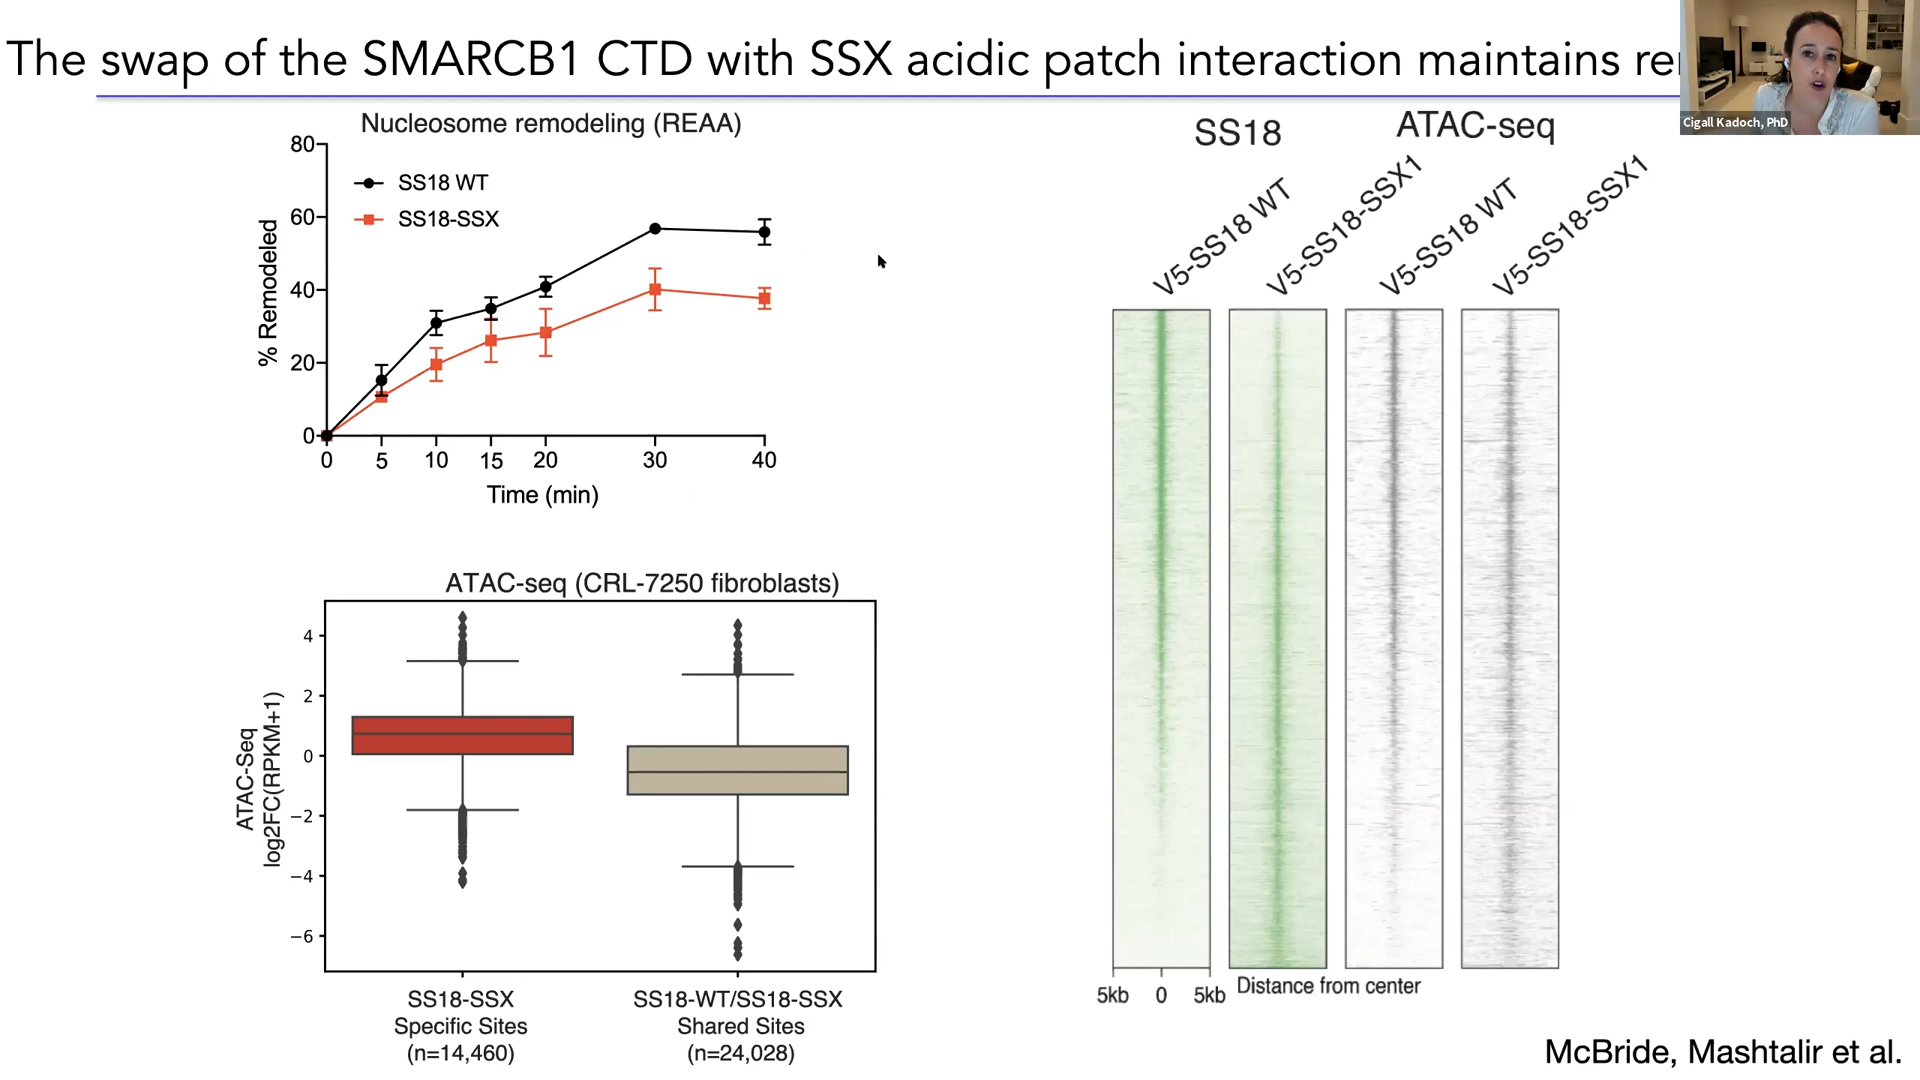 The swap of the SMARCB1 CTD with SSX acidic patch interaction maintains
Cigall Kadoch, PhD
Nucleosome remodeling (REAA)
80
60
40
20
0
% Remodeled
SS18 WT
SS18-SSX
0 5 10 15 20 30 40
Time (min)
ATAC-seq (CRL-7250 fibroblasts)
4
2
0
−2
−4
−6
ATAC-Seq
log2FC(RPKM+1)
SS18-SSX
Specific Sites
(n=14,460)
SS18-WT/SS18-SSX
Shared Sites
(n=24,028)
SS18
ATAC-seq
V5-SS18 WT
V5-SS18-SSX1
V5-SS18 WT
V5-SS18-SSX1
5kb 0 5kb
Distance from center
McBride, Mashtalir et al.